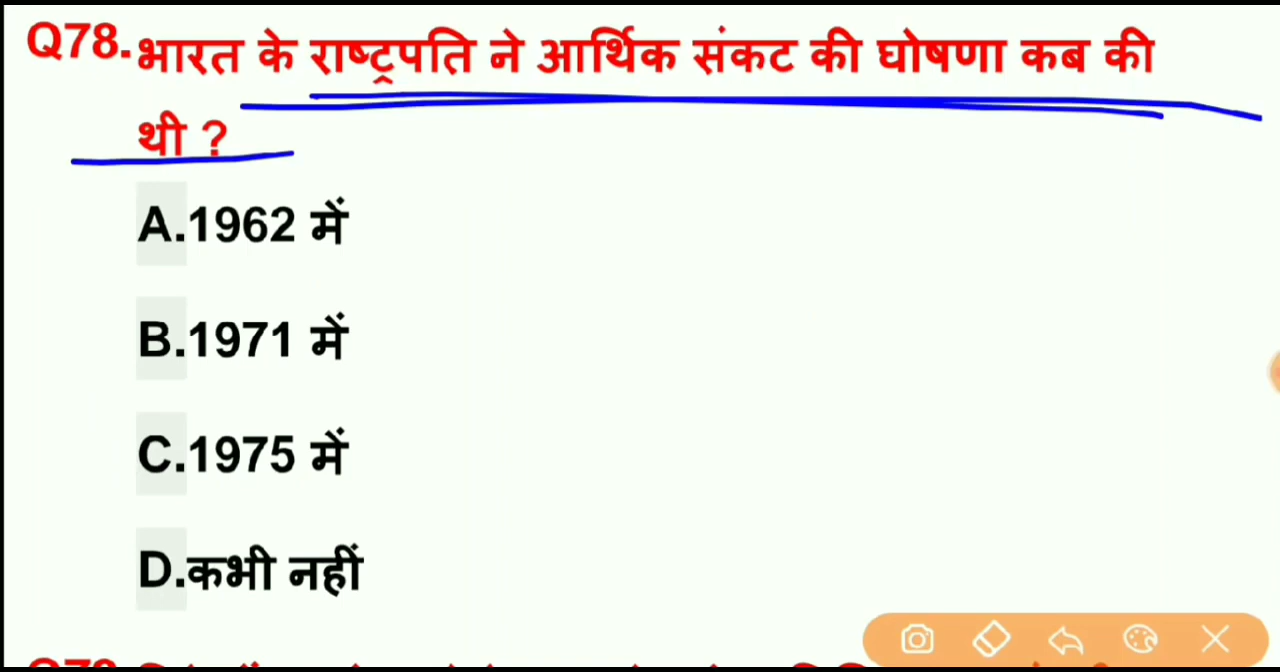 Q78.भारत के राष्ट्रपति ने आर्थिक संकट की घोषणा कब की
थी ?
A.1962 में
B.1971 में
C.1975 में
D.कभी नहीं